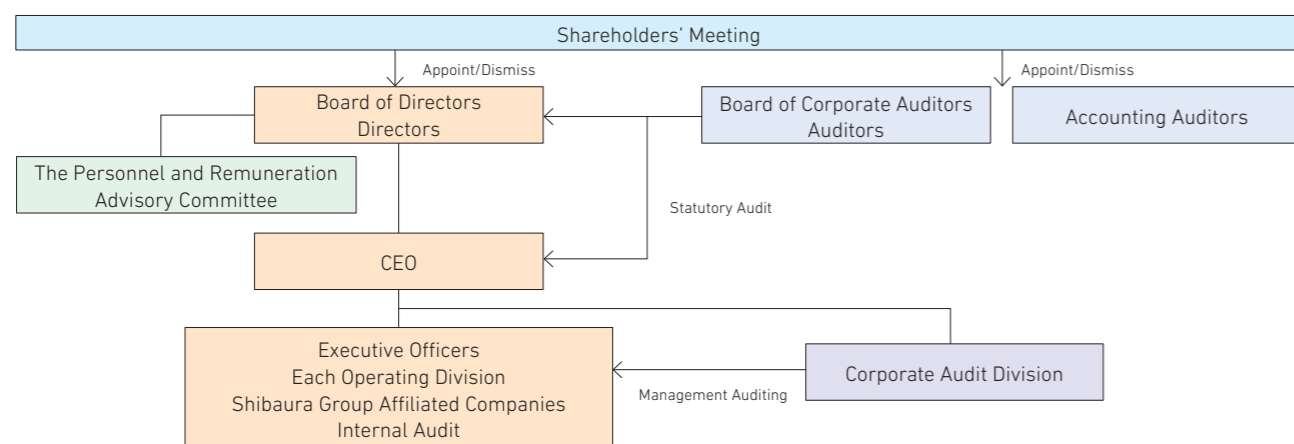 Shareholders’ Meeting
Appoint/Dismiss
Appoint/Dismiss
Board of Directors
Directors
Board of Corporate Auditors
Auditors
Accounting Auditors
The Personnel and Remuneration
Advisory Committee
Statutory Audit
CEO
Executive Officers
Each Operating Division
Shibaura Group Affiliated Companies
Internal Audit
Management Auditing
Corporate Audit Division